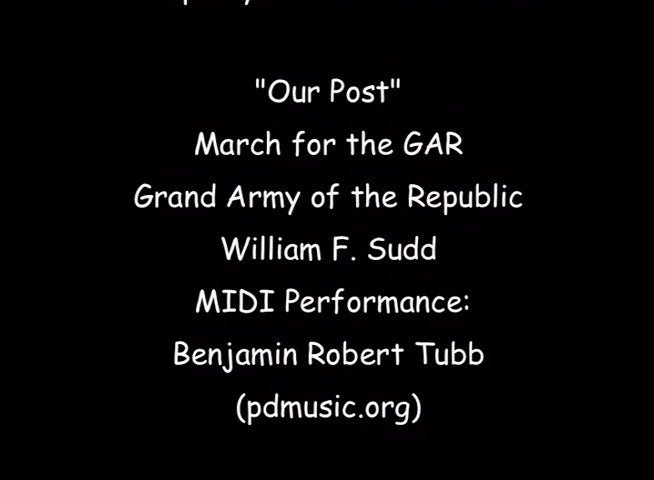 "Our Post"
March for the GAR
Grand Army of the Republic
William F. Sudd
MIDI Performance:
Benjamin Robert Tubb
(pdmusic.org)